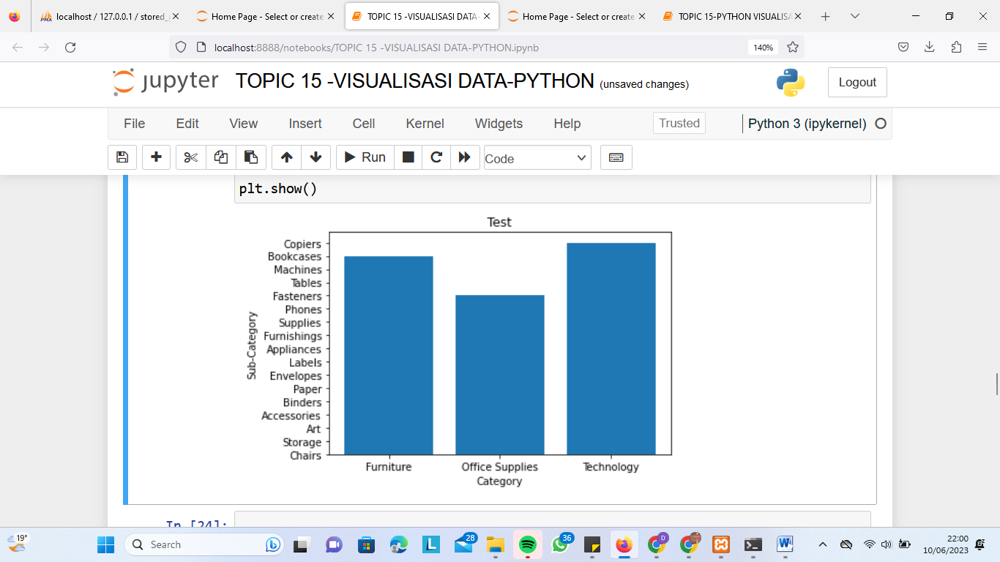 localhost / 127.0.0.1 / stored_
Home Page - Select or create
TOPIC 15 -VISUALISASI DATA-
Home Page - Select or create
TOPIC 15-PYTHON VISUALISA
localhost:8888/notebooks/TOPIC 15 -VISUALISASI DATA-PYTHON.ipynb
140%
jupyter TOPIC 15 -VISUALISASI DATA-PYTHON (unsaved changes)
Logout
File Edit View Insert Cell Kernel Widgets Help
Trusted
Python 3 (ipykernel)
Run
Code
plt.show()
Test
Sub-Category
Copiers
Bookcases
Machines
Tables
Fasteners
Phones
Supplies
Furnishings
Appliances
Labels
Envelopes
Paper
Binders
Accessories
Art
Storage
Chairs
Furniture Office Supplies Technology
Category
In [24]:
19°
Search
28
36
22:00
10/06/2023